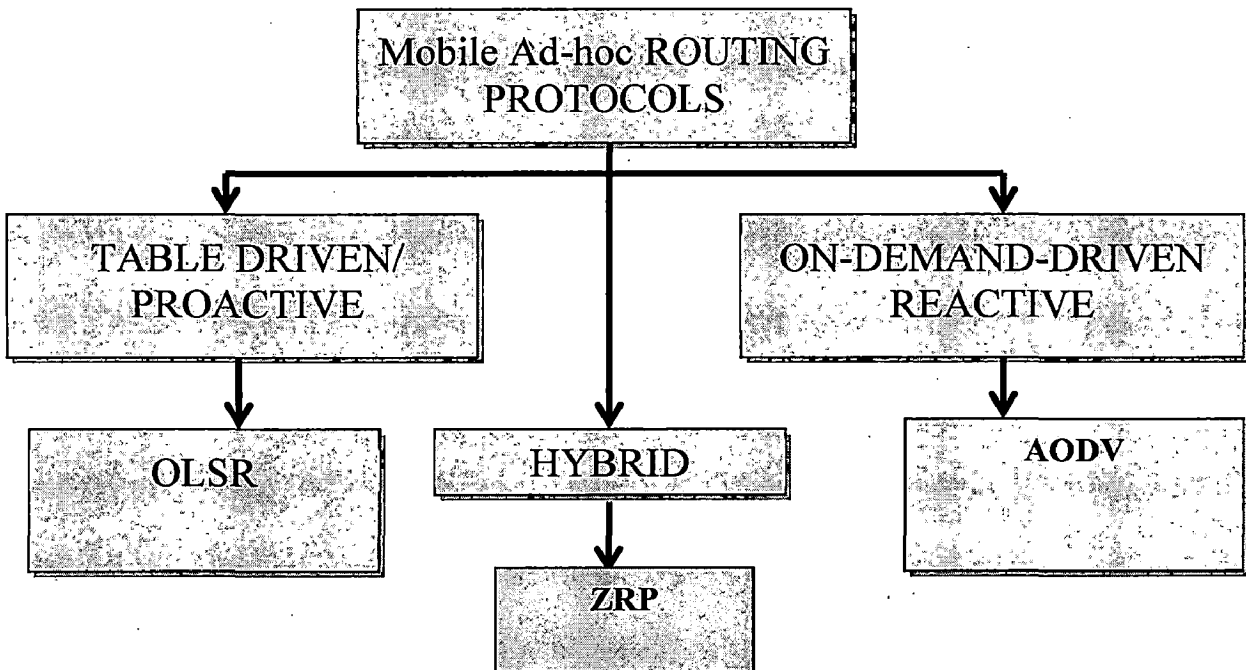 Mobile Ad-hoc ROUTING
PROTOCOLS
TABLE DRIVEN/
PROACTIVE
ON-DEMAND-DRIVEN
REACTIVE
OLSR
HYBRID
AODV
ZRP